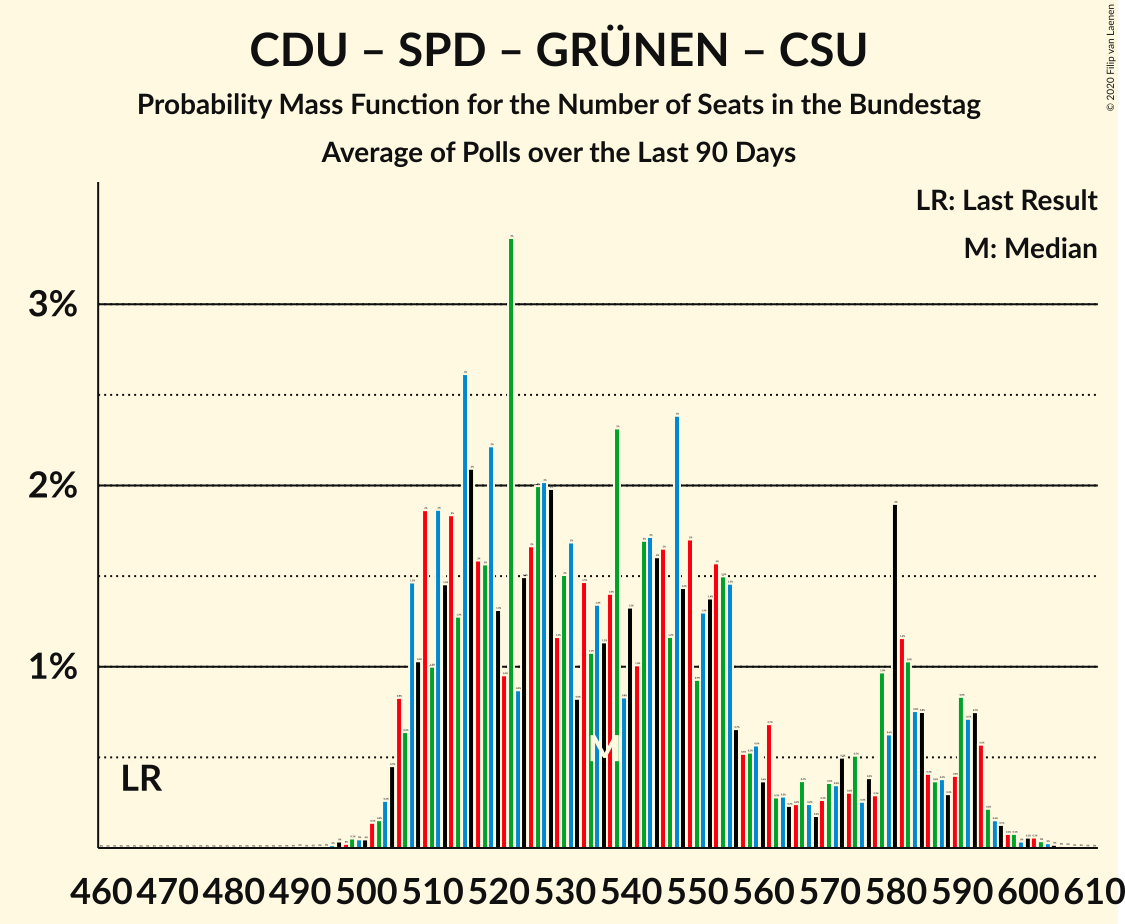 CDU – SPD – GRÜNEN – CSU
Probability Mass Function for the Number of Seats in the Bundestag
Average of Polls over the Last 90 Days
© 2020 Filip van Laenen
LR: Last Result
M: Median
3%
2%
1%
LR
M
460 470 480 490 500 510 520 530 540 550 560 570 580 590 600 610